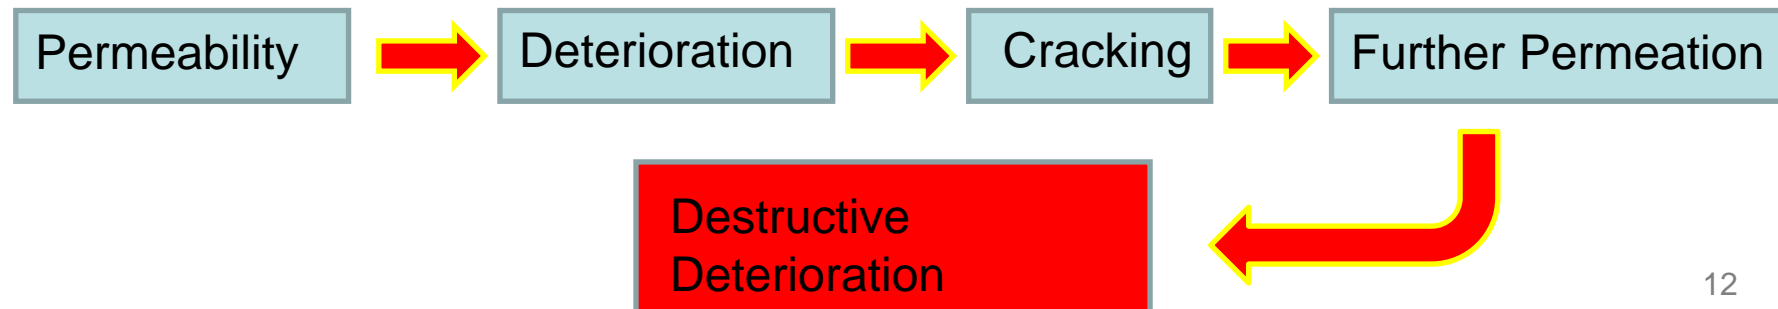 Permeability
Deterioration
Cracking
Further Permeation
Destructive
Deterioration
12